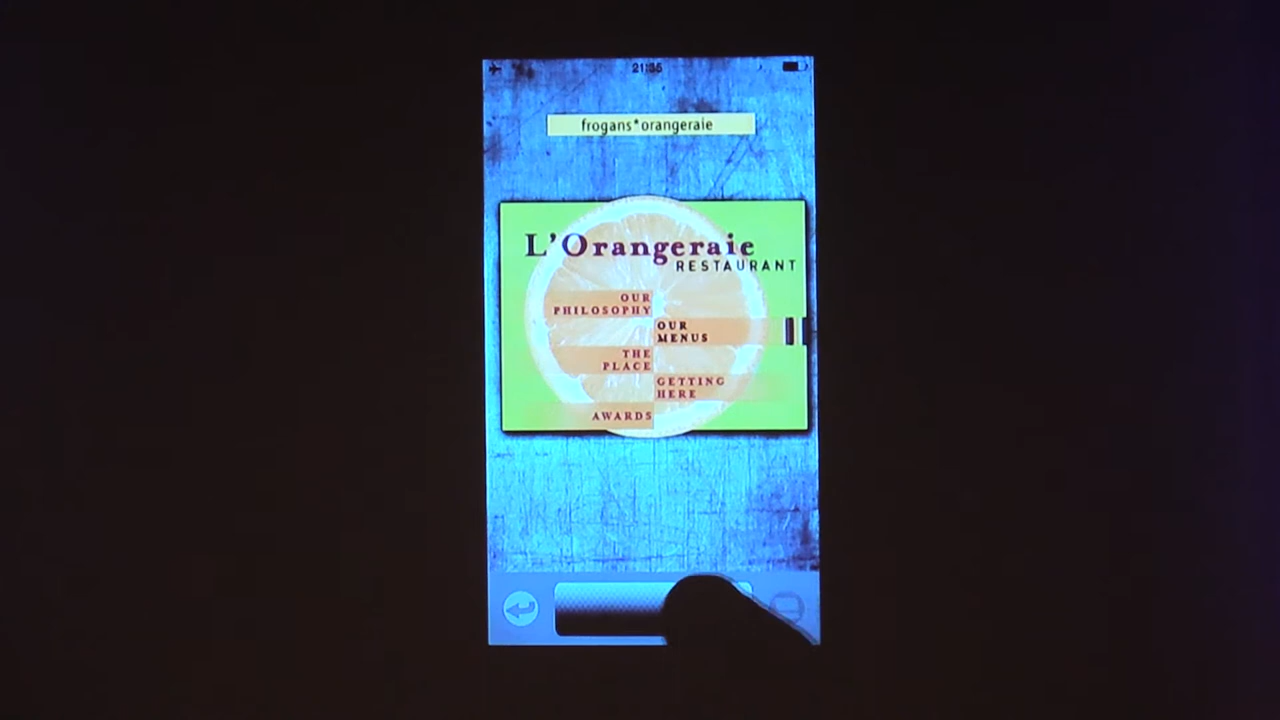 21:35
frogans*orangeraie
L'Orangeraie
RESTAURANT
OUR
PHILOSOPHY
OUR
MENUS
THE
PLACE
GETTING
HERE
AWARDS